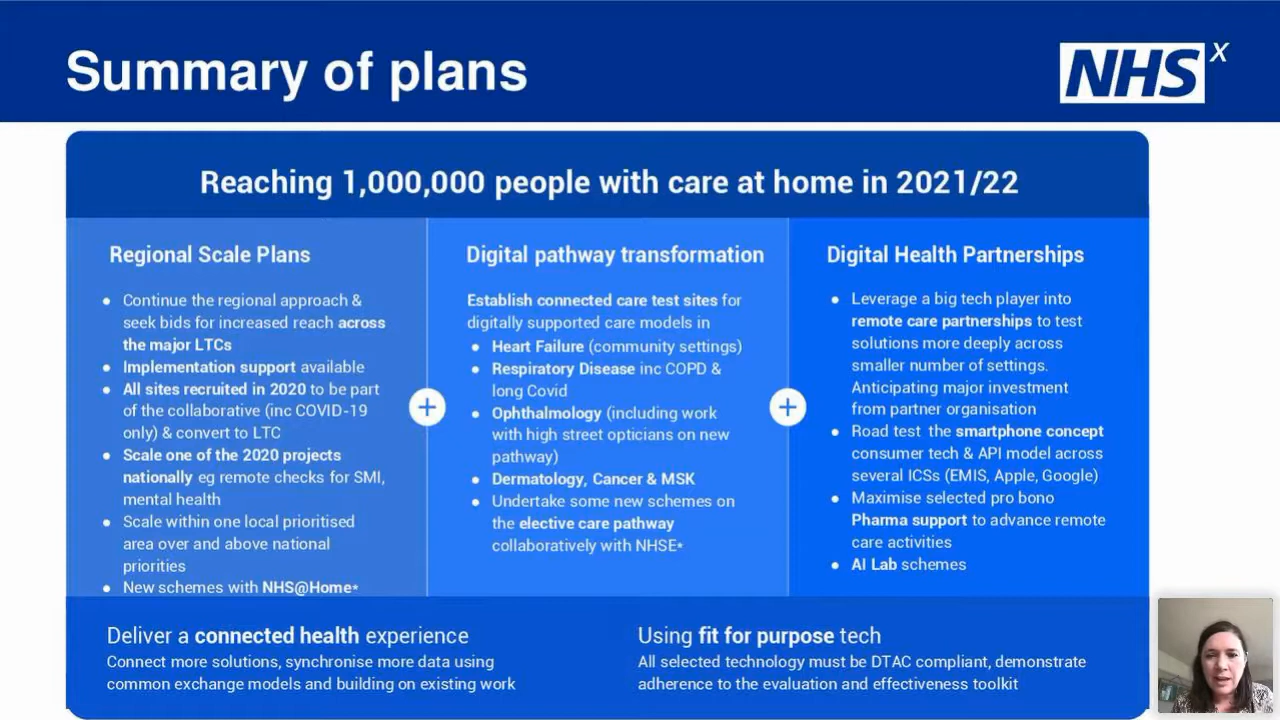 Summary of plans
NHS X
Reaching 1,000,000 people with care at home in 2021/22
Regional Scale Plans
● Continue the regional approach &
seek bids for increased reach across
the major LTCs
● Implementation support available
● All sites recruited in 2020 to be part
of the collaborative (inc COVID-19
only) & convert to LTC
● Scale one of the 2020 projects
nationally eg remote checks for SMI,
mental health
● Scale within one local prioritised
area over and above national
priorities
● New schemes with NHS@Home*
+
Digital pathway transformation
Establish connected care test sites for
digitally supported care models in
● Heart Failure (community settings)
● Respiratory Disease inc COPD &
long Covid
● Ophthalmology (including work
with high street opticians on new
pathway)
● Dermatology, Cancer & MSK
● Undertake some new schemes on
the elective care pathway
collaboratively with NHSE*
+
Digital Health Partnerships
● Leverage a big tech player into
remote care partnerships to test
solutions more deeply across
smaller number of settings.
Anticipating major investment
from partner organisation
● Road test the smartphone concept
consumer tech & API model across
several ICSs (EMIS, Apple, Google)
● Maximise selected pro bono
Pharma support to advance remote
care activities
● AI Lab schemes
Deliver a connected health experience
Connect more solutions, synchronise more data using
common exchange models and building on existing work
Using fit for purpose tech
All selected technology must be DTAC compliant, demonstrate
adherence to the evaluation and effectiveness toolkit